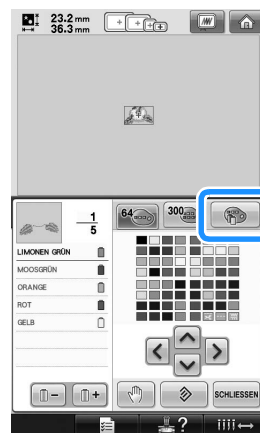 23.2 mm
36.3 mm
1
5
64
300
LIMONEN GRÜN
MOOSGRÜN
ORANGE
ROT
GELB
SCHLIESSEN
?